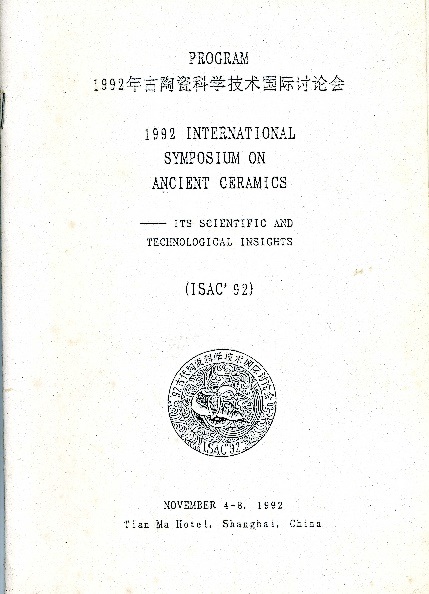 PROGRAM
1992年古陶瓷科学技术国际讨论会
1992 INTERNATIONAL
SYMPOSIUM ON
ANCIENT CERAMICS
—— ITS SCIENTIFIC AND
TECHNOLOGICAL INSIGHTS
(ISAC' 92)
ISAC'92
NOVEMBER 4-8, 1992
Tian Ma Hotel, Shanghai, China